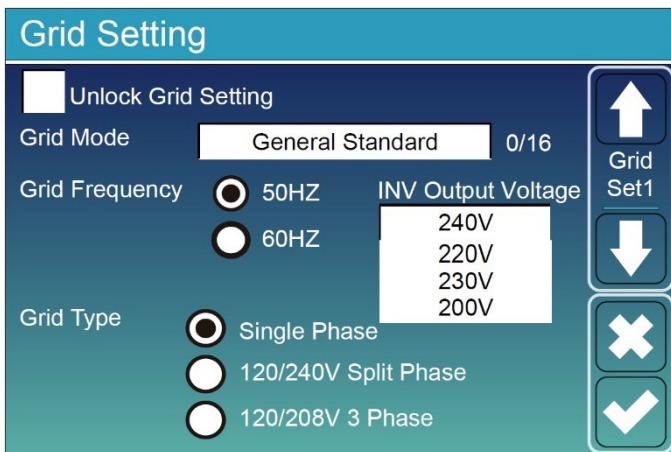 Grid Setting
Unlock Grid Setting
Grid Mode
General Standard
0/16
Grid Frequency
50HZ
60HZ
INV Output Voltage
240V
220V
230V
200V
Grid Type
Single Phase
120/240V Split Phase
120/208V 3 Phase
Grid
Set1